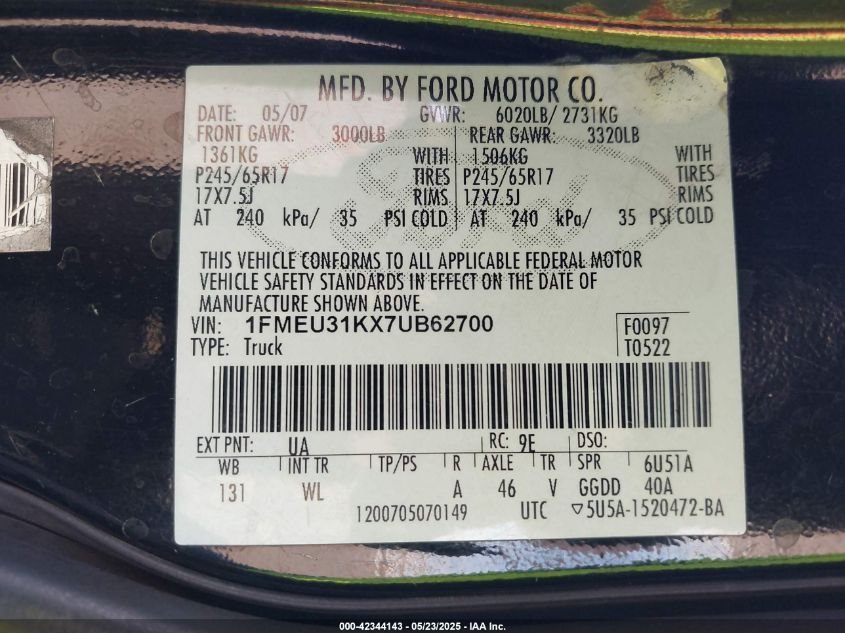 MFD. BY FORD MOTOR CO.
DATE: 05/07 GVWR: 6020LB/ 2731KG
FRONT GAWR: 3000LB REAR GAWR: 3320LB
1361KG WITH 1506KG WITH
P245/65R17 TIRES P245/65R17 TIRES
17X7.5J RIMS 17X7.5J RIMS
AT 240 kPa/ 35 PSI COLD AT 240 kPa/ 35 PSI COLD
THIS VEHICLE CONFORMS TO ALL APPLICABLE FEDERAL MOTOR
VEHICLE SAFETY STANDARDS IN EFFECT ON THE DATE OF
MANUFACTURE SHOWN ABOVE.
VIN: 1FMEU31KX7UB62700 F0097
TYPE: Truck T0522
EXT PNT: UA RC: 9E DSO:
WB INT TR TP/PS R AXLE TR SPR 6U51A
131 WL A 46 V GGDD 40A
1200705070149 UTC ▽5U5A-1520472-BA
000-42344143 - 05/23/2025 - IAA Inc.